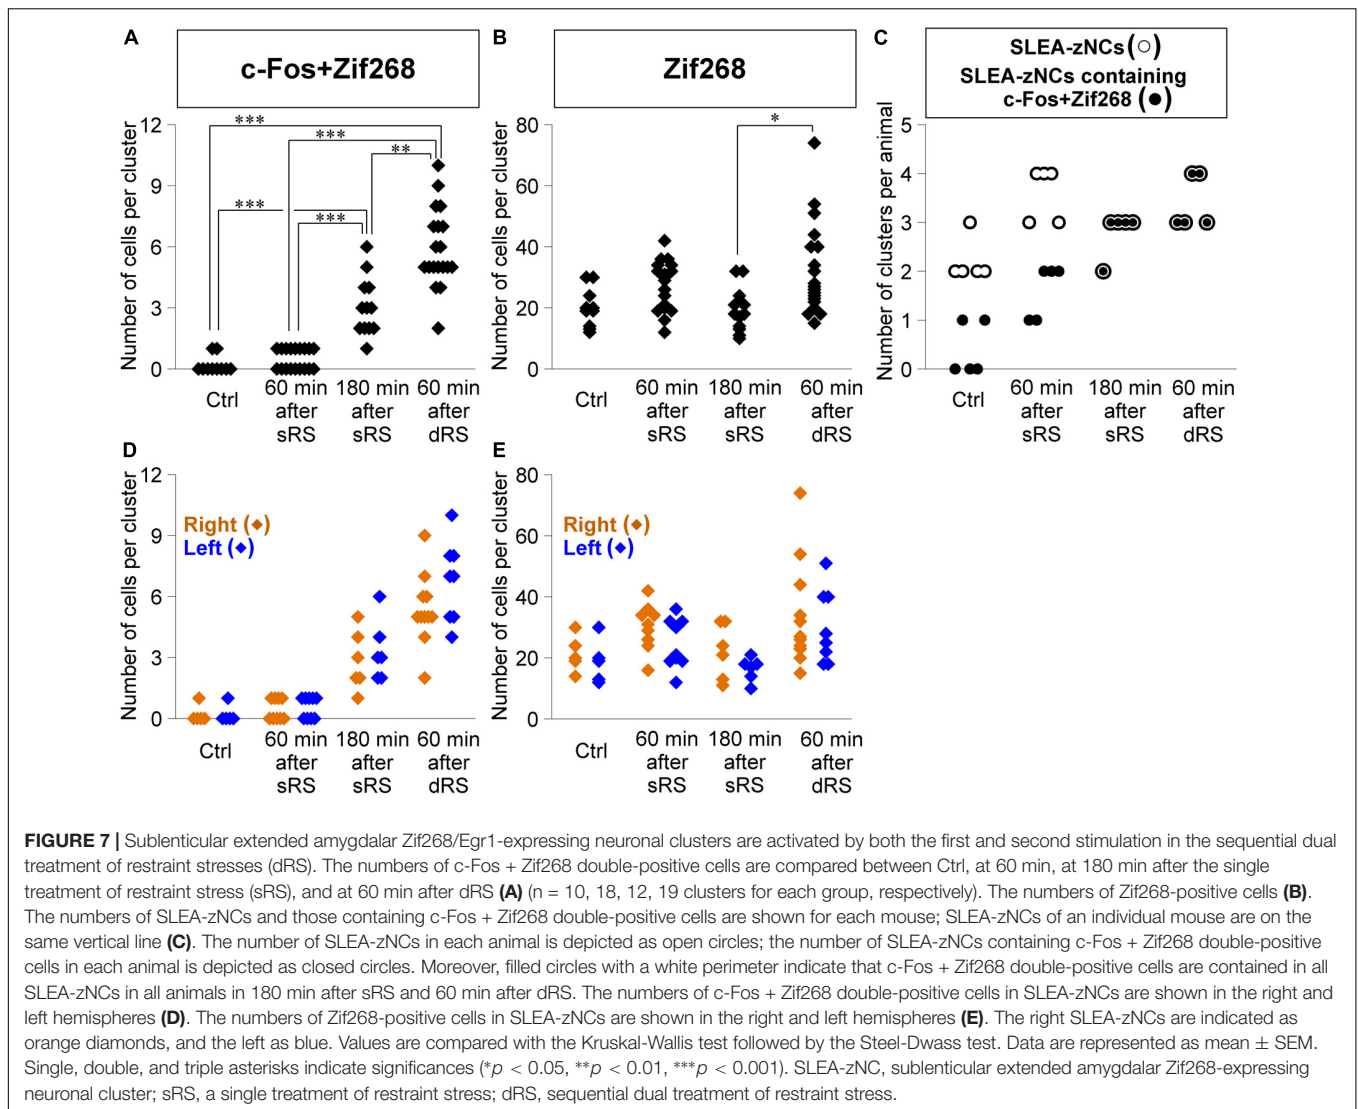 A
c-Fos+Zif268
Number of cells per cluster
12
9
6
3
0
***
***
**
***
***
Ctrl
60 min
after
sRS
180 min
after
sRS
60 min
after
dRS
B
Zif268
Number of cells per cluster
80
60
40
20
0
*
Ctrl
60 min
after
sRS
180 min
after
sRS
60 min
after
dRS
C
SLEA-zNCs (○)
SLEA-zNCs containing
c-Fos+Zif268 (●)
Number of clusters per animal
5
4
3
2
1
0
Ctrl
60 min
after
sRS
180 min
after
sRS
60 min
after
dRS
D
Number of cells per cluster
12
9
6
3
0
Right (◆)
Left (◆)
Ctrl
60 min
after
sRS
180 min
after
sRS
60 min
after
dRS
E
Number of cells per cluster
80
60
40
20
0
Right (◆)
Left (◆)
Ctrl
60 min
after
sRS
180 min
after
sRS
60 min
after
dRS
FIGURE 7 | Sublenticular extended amygdalar Zif268/Egr1-expressing neuronal clusters are activated by both the first and second stimulation in the sequential dual
treatment of restraint stresses (dRS). The numbers of c-Fos + Zif268 double-positive cells are compared between Ctrl, at 60 min, at 180 min after the single
treatment of restraint stress (sRS), and at 60 min after dRS (A) (n = 10, 18, 12, 19 clusters for each group, respectively). The numbers of Zif268-positive cells (B).
The numbers of SLEA-zNCs and those containing c-Fos + Zif268 double-positive cells are shown for each mouse; SLEA-zNCs of an individual mouse are on the
same vertical line (C). The number of SLEA-zNCs in each animal is depicted as open circles; the number of SLEA-zNCs containing c-Fos + Zif268 double-positive
cells in each animal is depicted as closed circles. Moreover, filled circles with a white perimeter indicate that c-Fos + Zif268 double-positive cells are contained in all
SLEA-zNCs in all animals in 180 min after sRS and 60 min after dRS. The numbers of c-Fos + Zif268 double-positive cells in SLEA-zNCs are shown in the right and
left hemispheres (D). The numbers of Zif268-positive cells in SLEA-zNCs are shown in the right and left hemispheres (E). The right SLEA-zNCs are indicated as
orange diamonds, and the left as blue. Values are compared with the Kruskal-Wallis test followed by the Steel-Dwass test. Data are represented as mean ± SEM.
Single, double, and triple asterisks indicate significances (*p < 0.05, **p < 0.01, ***p < 0.001). SLEA-zNC, sublenticular extended amygdalar Zif268-expressing
neuronal cluster; sRS, a single treatment of restraint stress; dRS, sequential dual treatment of restraint stress.